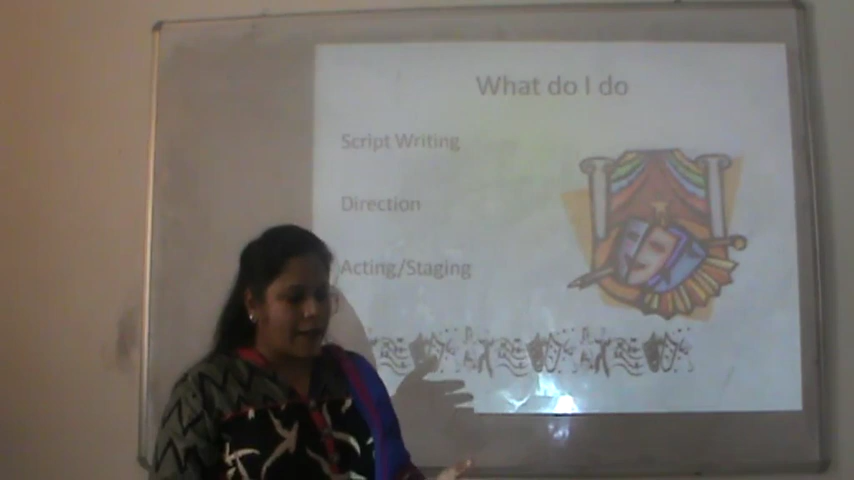 What do I do
Script Writing
Direction
Acting/Staging